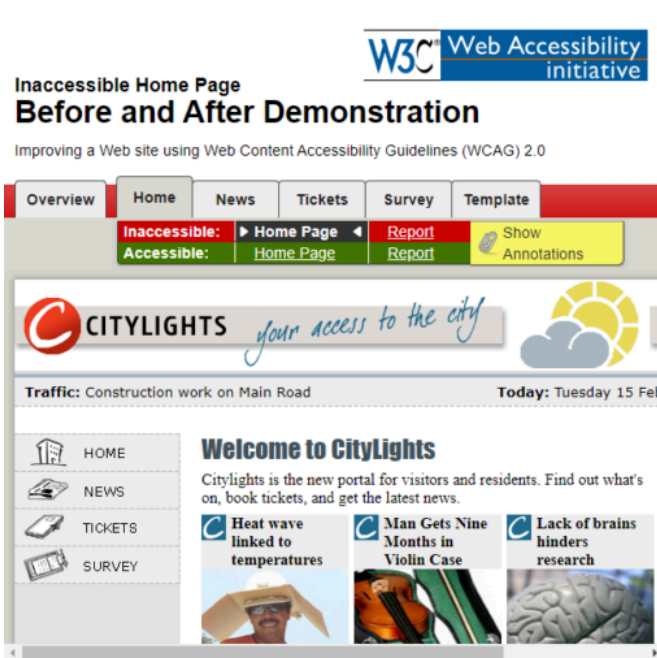 W3C® Web Accessibility
initiative
Inaccessible Home Page
Before and After Demonstration
Improving a Web site using Web Content Accessibility Guidelines (WCAG) 2.0
Overview Home News Tickets Survey Template
Inaccessible: Home Page Report
Accessible: Home Page Report
Show
Annotations
CITYLIGHTS your access to the city
Traffic: Construction work on Main Road Today: Tuesday 15 Fe
HOME
NEWS
TICKETS
SURVEY
Welcome to CityLights
Citylights is the new portal for visitors and residents. Find out what's
on, book tickets, and get the latest news.
Heat wave
linked to
temperatures
Man Gets Nine
Months in
Violin Case
Lack of brains
hinders
research